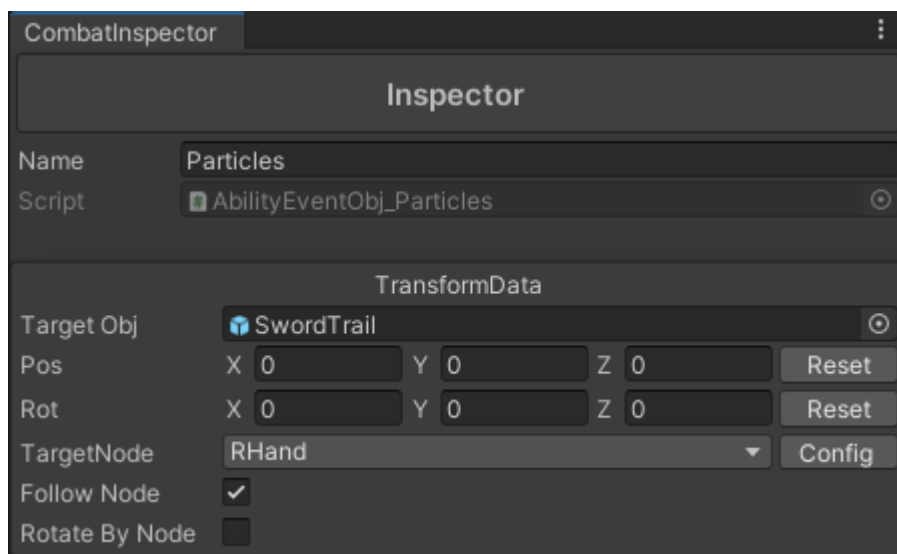 CombatInspector
Inspector
Name Particles
Script AbilityEventObj_Particles
TransformData
Target Obj SwordTrail
Pos X 0 Y 0 Z 0 Reset
Rot X 0 Y 0 Z 0 Reset
TargetNode RHand Config
Follow Node
Rotate By Node